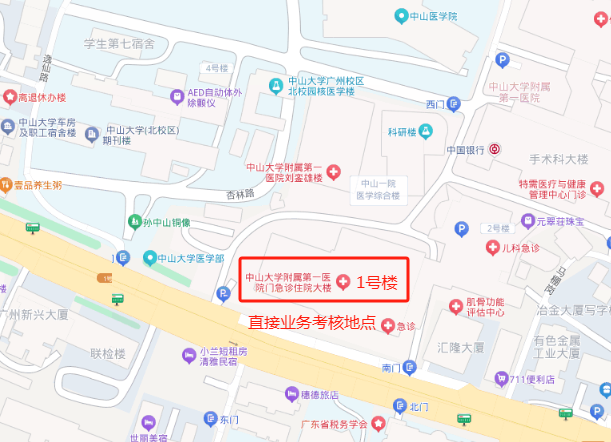 中山医学院
学生第七宿舍
逸仙路
4号楼
中山大学广州校区
北校园核医学楼
中山大学附属
第一医院
AED自动体外
除颤仪
离退休办楼
西门
中山大学车房
及职工宿舍楼
中山大学(北校区)
期刊楼
科研楼
中国银行
手术科大楼
中山大学附属第一
医院刘銮雄楼
中山一院
医学综合楼
特需医疗与健康
管理中心门诊
壹品养生粥
杏林路
孙中山铜像
元翠荘珠宝
2号楼
儿科急诊
中山大学医学部
马棚岗
中山大学附属第一医
院门急诊住院大楼
1号楼
肌骨功能
评估中心
冶金大厦写字楼
广州新兴大厦
直接业务考核地点
急诊
有色金属
工业大厦
联检楼
小兰短租房
清雅民宿
汇隆大厦
南门
711便利店
穗德旅店
北门
东门
世丽美宿
广东省税务学会